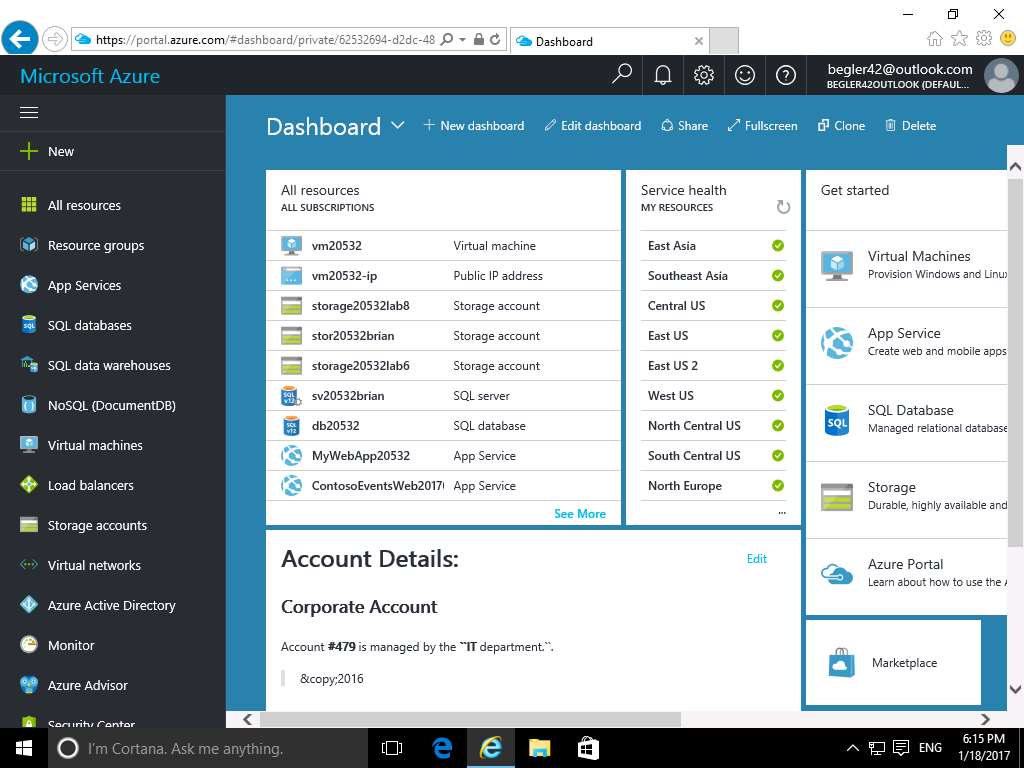 https://portal.azure.com/#dashboard/private/62532694-d2dc-48
Dashboard
Microsoft Azure
begler42@outlook.com
BEGLER42OUTLOOK (DEFAUL...
New
All resources
Resource groups
App Services
SQL databases
SQL data warehouses
NoSQL (DocumentDB)
Virtual machines
Load balancers
Storage accounts
Virtual networks
Azure Active Directory
Monitor
Azure Advisor
Security Center
Dashboard
New dashboard
Edit dashboard
Share
Fullscreen
Clone
Delete
All resources
ALL SUBSCRIPTIONS
vm20532 Virtual machine
vm20532-ip Public IP address
storage20532lab8 Storage account
stor20532brian Storage account
storage20532lab6 Storage account
sv20532brian SQL server
db20532 SQL database
MyWebApp20532 App Service
ContosoEventsWeb2017 App Service
See More
Service health
MY RESOURCES
East Asia
Southeast Asia
Central US
East US
East US 2
West US
North Central US
South Central US
North Europe
...
Get started
Virtual Machines
Provision Windows and Linux
App Service
Create web and mobile apps
SQL Database
Managed relational database
Storage
Durable, highly available and
Azure Portal
Learn about how to use the A
Marketplace
Account Details:
Edit
Corporate Account
Account #479 is managed by the ``IT department.``.
&copy;2016
I'm Cortana. Ask me anything.
ENG
6:15 PM
1/18/2017